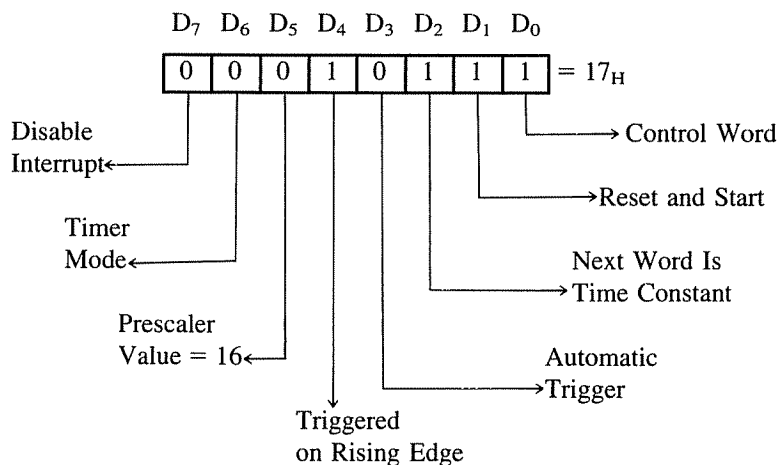 D₇ D₆ D₅ D₄ D₃ D₂ D₁ D₀
0 0 0 1 0 1 1 1 = 17H
Disable
Interrupt
Control Word
Reset and Start
Timer
Mode
Next Word Is
Time Constant
Prescaler
Value = 16
Automatic
Trigger
Triggered
on Rising Edge